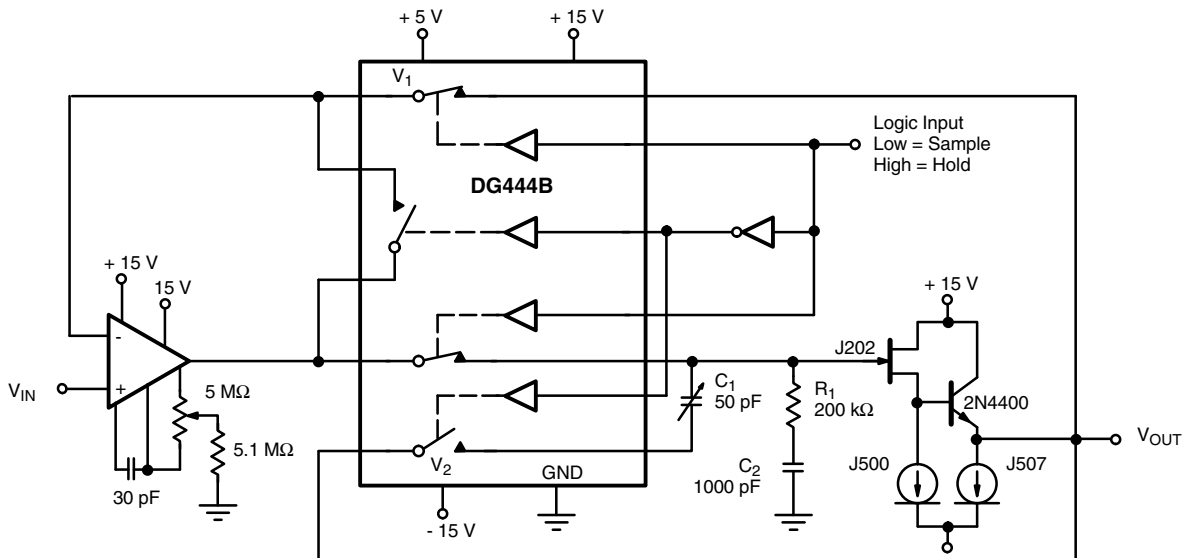 + 5 V
+ 15 V
V1
Logic Input
Low = Sample
High = Hold
DG444B
+ 15 V
15 V
-
+
VIN
5 MΩ
5.1 MΩ
30 pF
+ 15 V
J202
C1
50 pF
R1
200 kΩ
2N4400
VOUT
V2
GND
C2
1000 pF
J500
J507
- 15 V